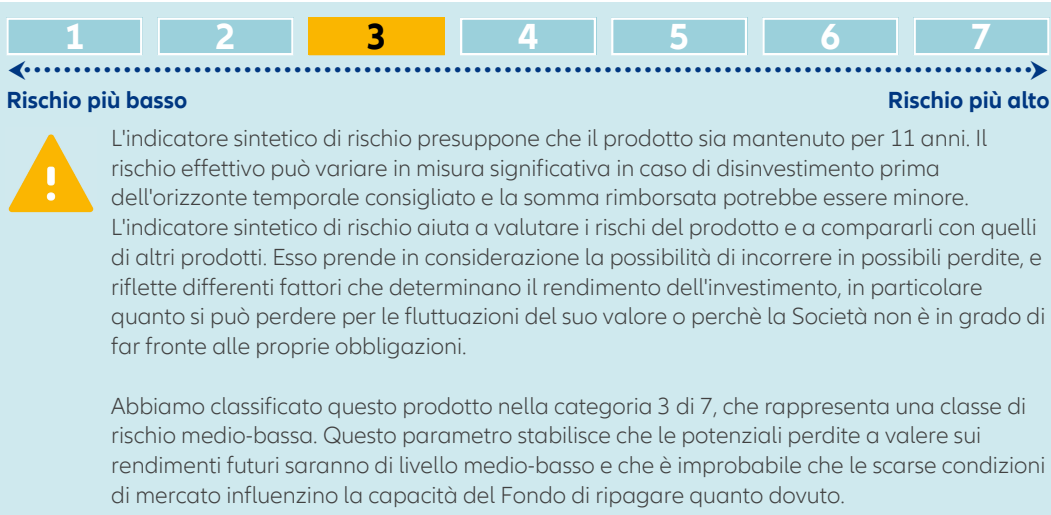 1 2 3 4 5 6 7
Rischio più basso Rischio più alto
L'indicatore sintetico di rischio presuppone che il prodotto sia mantenuto per 11 anni. Il
rischio effettivo può variare in misura significativa in caso di disinvestimento prima
dell'orizzonte temporale consigliato e la somma rimborsata potrebbe essere minore.
L'indicatore sintetico di rischio aiuta a valutare i rischi del prodotto e a compararli con quelli
di altri prodotti. Esso prende in considerazione la possibilità di incorrere in possibili perdite, e
riflette differenti fattori che determinano il rendimento dell'investimento, in particolare
quanto si può perdere per le fluttuazioni del suo valore o perchè la Società non è in grado di
far fronte alle proprie obbligazioni.
Abbiamo classificato questo prodotto nella categoria 3 di 7, che rappresenta una classe di
rischio medio-bassa. Questo parametro stabilisce che le potenziali perdite a valere sui
rendimenti futuri saranno di livello medio-basso e che è improbabile che le scarse condizioni
di mercato influenzino la capacità del Fondo di ripagare quanto dovuto.